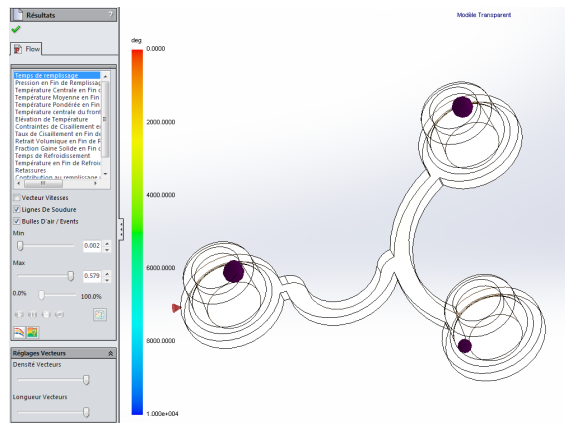 Résultats
?
Flow
Temps de remplissage
Pression en Fin de Remplissag
Température Centrale en Fin d
Température Moyenne en Fin
Température Pondérée en Fin
Température centrale du front
Elévation de Température
Contraintes de Cisaillement en
Taux de Cisaillement en Fin de
Retrait Volumique en Fin de R
Fraction Gaine Solide en Fin d
Temps de Refroidissement
Température en Fin de Refroid
Retassures
Contribution au remplissage
Vecteur Vitesses
Lignes De Soudure
Bulles D'air / Events
Min
0.002
Max
0.579
0.0%
100.0%
Réglages Vecteurs
Densité Vecteurs
Longueur Vecteurs
deg
0.0000
2000.0000
4000.0000
6000.0000
8000.0000
1.000e+004
Modèle Transparent